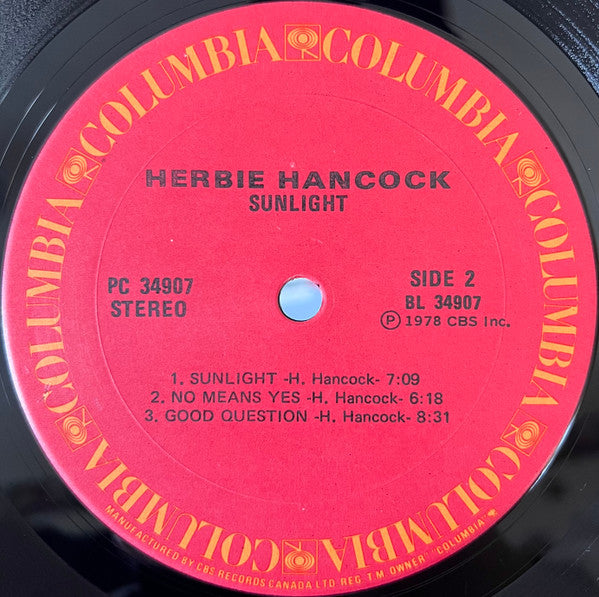 COLUMBIA COLUMBIA COLUMBIA COLUMBIA COLUMBIA COLUMBIA COLUMBIA
HERBIE HANCOCK
SUNLIGHT
PC 34907
STEREO
SIDE 2
BL 34907
Ⓟ 1978 CBS Inc.
1. SUNLIGHT -H. Hancock- 7:09
2. NO MEANS YES -H. Hancock- 6:18
3. GOOD QUESTION -H. Hancock- 8:31
MANUFACTURED BY CBS RECORDS CANADA LTD. REG. T.M. OWNER "COLUMBIA"